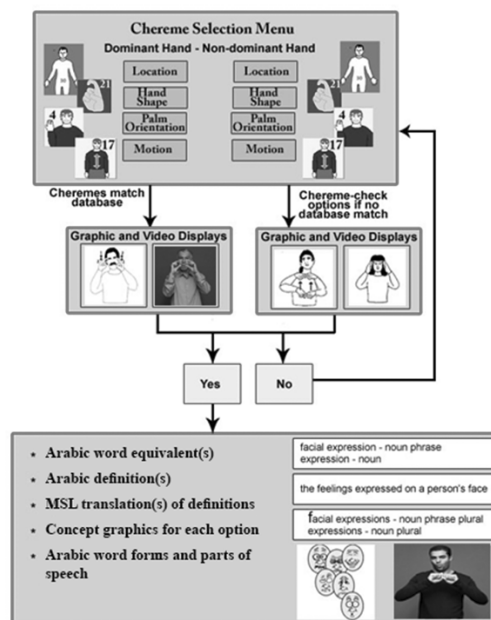 Chereme Selection Menu
Dominant Hand - Non-dominant Hand
Location
Location
21
21
Hand
Shape
Hand
Shape
4
4
Palm
Orientation
Palm
Orientation
17
17
Motion
Motion
Cheremes match
database
Chereme-check
options if no
database match
Graphic and Video Displays
Graphic and Video Displays
Yes
No
* Arabic word equivalent(s)
* Arabic definition(s)
* MSL translation(s) of definitions
* Concept graphics for each option
* Arabic word forms and parts of
speech
facial expression - noun phrase
expression - noun
the feelings expressed on a person's face
facial expressions - noun phrase plural
expressions - noun plural